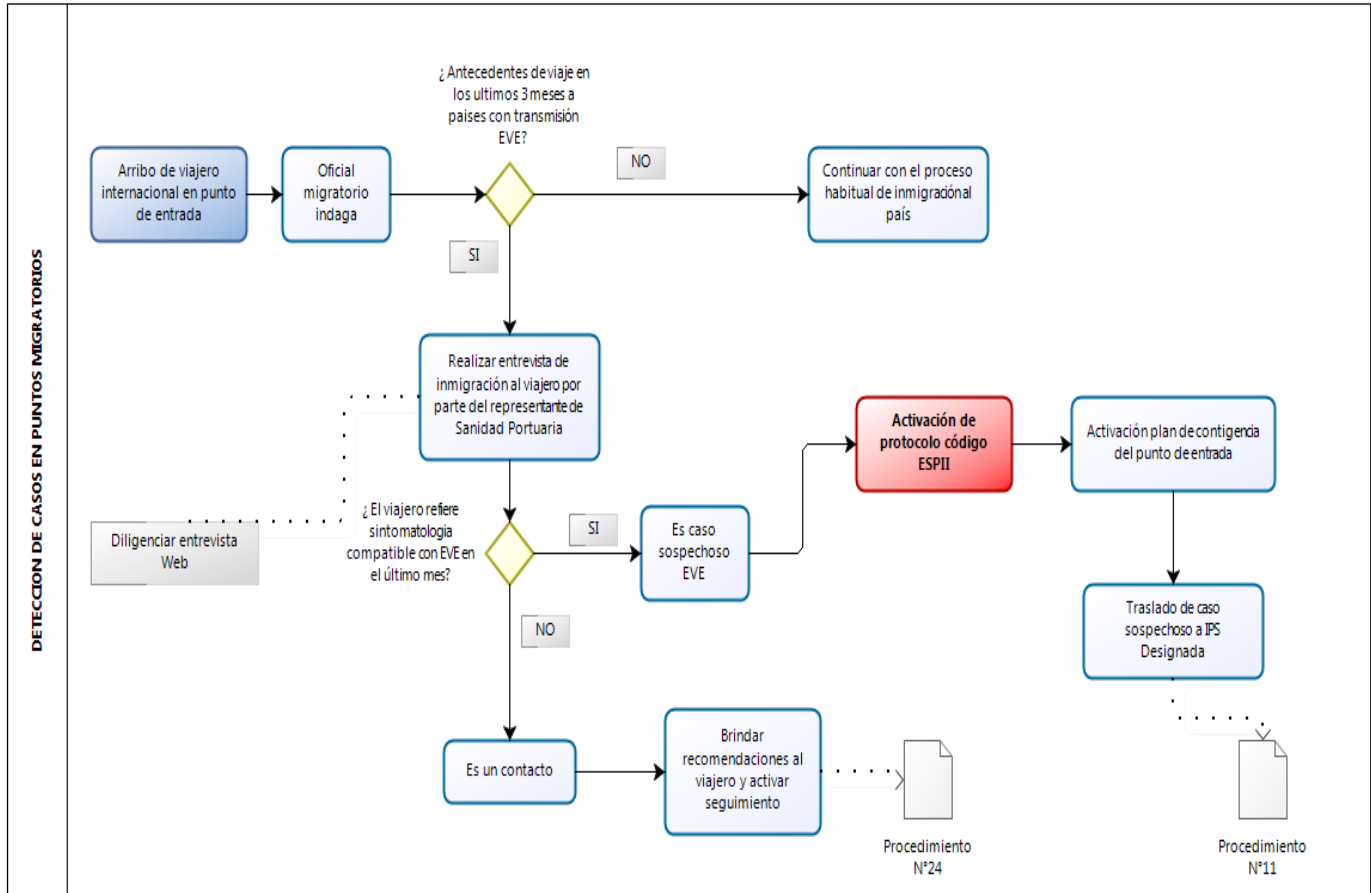 DETECCION DE CASOS EN PUNTOS MIGRATORIOS
¿ Antecedentes de viaje en
los ultimos 3 meses a
paises con transmisión
EVE?
Arribo de viajero
internacional en punto
de entrada
Oficial
migratorio
indaga
NO
Continuar con el proceso
habitual de inmigraciónal
país
SI
Realizar entrevista de
inmigración al viajero por
parte del representante de
Sanidad Portuaria
Diligenciar entrevista
Web
¿ El viajero refiere
sintomatologia
compatible con EVE en
el último mes?
SI
Es caso
sospechoso
EVE
Activación de
protocolo código
ESPII
Activación plan de contigencia
del punto de entrada
Traslado de caso
sospechoso a IPS
Designada
NO
Es un contacto
Brindar
recomendaciones al
viajero y activar
seguimiento
Procedimiento
N°24
Procedimiento
N°11